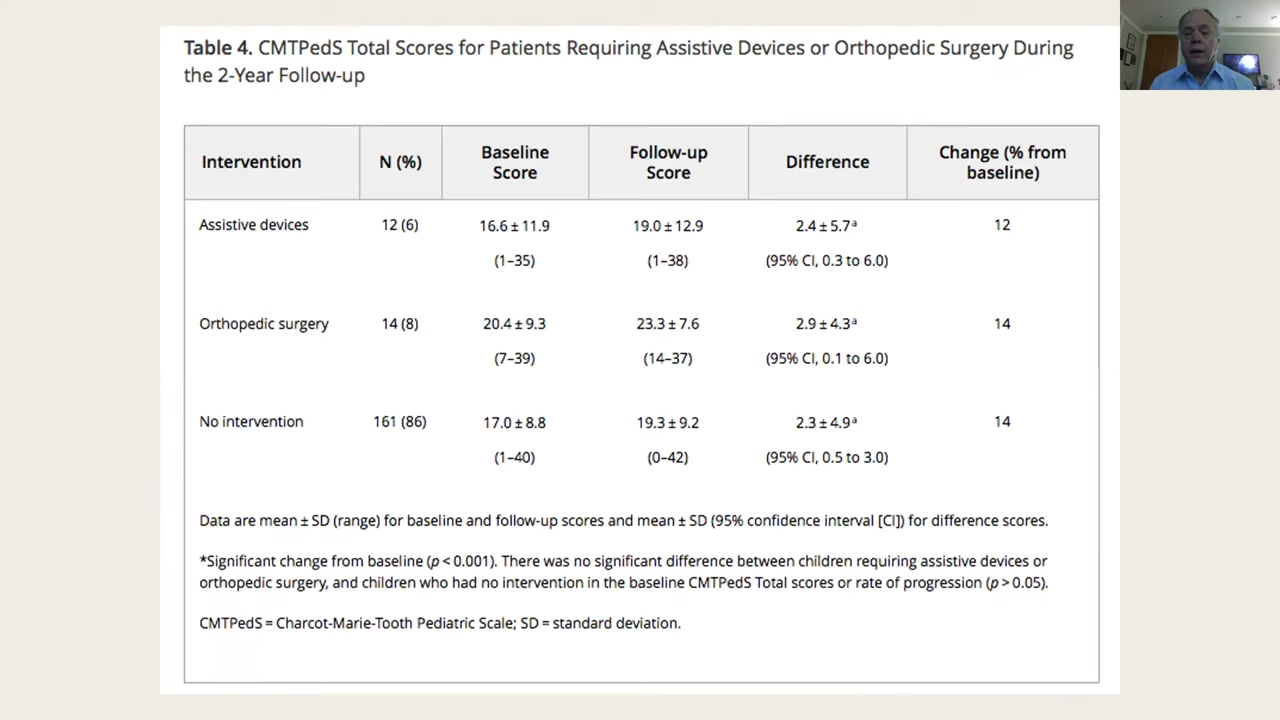 Table 4. CMTPedS Total Scores for Patients Requiring Assistive Devices or Orthopedic Surgery During
the 2-Year Follow-up
Intervention | N (%) | Baseline Score | Follow-up Score | Difference | Change (% from baseline)
Assistive devices | 12 (6) | 16.6 ± 11.9 | 19.0 ± 12.9 | 2.4 ± 5.7ᵃ | 12
(1–35) | (1–38) | (95% CI, 0.3 to 6.0)
Orthopedic surgery | 14 (8) | 20.4 ± 9.3 | 23.3 ± 7.6 | 2.9 ± 4.3ᵃ | 14
(7–39) | (14–37) | (95% CI, 0.1 to 6.0)
No intervention | 161 (86) | 17.0 ± 8.8 | 19.3 ± 9.2 | 2.3 ± 4.9ᵃ | 14
(1–40) | (0–42) | (95% CI, 0.5 to 3.0)
Data are mean ± SD (range) for baseline and follow-up scores and mean ± SD (95% confidence interval [CI]) for difference scores.
*Significant change from baseline (p < 0.001). There was no significant difference between children requiring assistive devices or
orthopedic surgery, and children who had no intervention in the baseline CMTPedS Total scores or rate of progression (p > 0.05).
CMTPedS = Charcot-Marie-Tooth Pediatric Scale; SD = standard deviation.